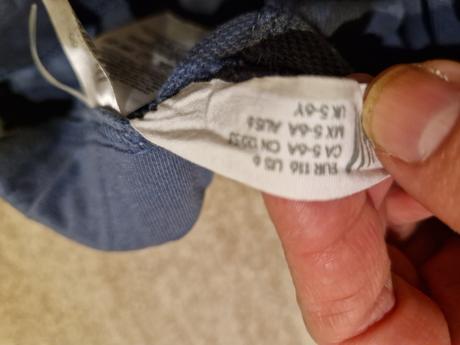 EUR 116 US 6
CA 5-6A CN
MX 5-6A AUS 6
UK 5-6Y